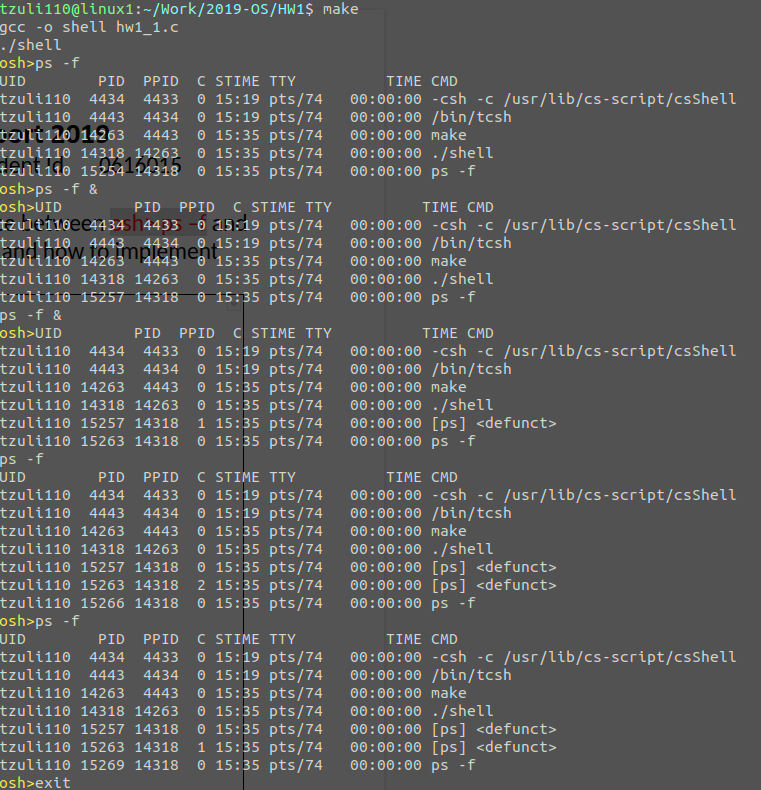 tzuli110@linux1:~/Work/2019-OS/HW1$ make
gcc -o shell hw1_1.c
./shell
osh>ps -f
UID        PID  PPID  C STIME TTY          TIME CMD
tzuli110  4434  4433  0 15:19 pts/74   00:00:00 -csh -c /usr/lib/cs-script/csShell
tzuli110  4443  4434  0 15:19 pts/74   00:00:00 /bin/tcsh
tzuli110 14263  4443  0 15:35 pts/74   00:00:00 make
tzuli110 14318 14263  0 15:35 pts/74   00:00:00 ./shell
tzuli110 15254 14318  0 15:35 pts/74   00:00:00 ps -f
osh>ps -f &
osh>UID        PID  PPID  C STIME TTY          TIME CMD
tzuli110  4434  4433  0 15:19 pts/74   00:00:00 -csh -c /usr/lib/cs-script/csShell
tzuli110  4443  4434  0 15:19 pts/74   00:00:00 /bin/tcsh
tzuli110 14263  4443  0 15:35 pts/74   00:00:00 make
tzuli110 14318 14263  0 15:35 pts/74   00:00:00 ./shell
tzuli110 15257 14318  0 15:35 pts/74   00:00:00 ps -f
ps -f &
osh>UID        PID  PPID  C STIME TTY          TIME CMD
tzuli110  4434  4433  0 15:19 pts/74   00:00:00 -csh -c /usr/lib/cs-script/csShell
tzuli110  4443  4434  0 15:19 pts/74   00:00:00 /bin/tcsh
tzuli110 14263  4443  0 15:35 pts/74   00:00:00 make
tzuli110 14318 14263  0 15:35 pts/74   00:00:00 ./shell
tzuli110 15257 14318  1 15:35 pts/74   00:00:00 [ps] <defunct>
tzuli110 15263 14318  0 15:35 pts/74   00:00:00 ps -f
ps -f
UID        PID  PPID  C STIME TTY          TIME CMD
tzuli110  4434  4433  0 15:19 pts/74   00:00:00 -csh -c /usr/lib/cs-script/csShell
tzuli110  4443  4434  0 15:19 pts/74   00:00:00 /bin/tcsh
tzuli110 14263  4443  0 15:35 pts/74   00:00:00 make
tzuli110 14318 14263  0 15:35 pts/74   00:00:00 ./shell
tzuli110 15257 14318  0 15:35 pts/74   00:00:00 [ps] <defunct>
tzuli110 15263 14318  2 15:35 pts/74   00:00:00 [ps] <defunct>
tzuli110 15266 14318  0 15:35 pts/74   00:00:00 ps -f
osh>ps -f
UID        PID  PPID  C STIME TTY          TIME CMD
tzuli110  4434  4433  0 15:19 pts/74   00:00:00 -csh -c /usr/lib/cs-script/csShell
tzuli110  4443  4434  0 15:19 pts/74   00:00:00 /bin/tcsh
tzuli110 14263  4443  0 15:35 pts/74   00:00:00 make
tzuli110 14318 14263  0 15:35 pts/74   00:00:00 ./shell
tzuli110 15257 14318  0 15:35 pts/74   00:00:00 [ps] <defunct>
tzuli110 15263 14318  1 15:35 pts/74   00:00:00 [ps] <defunct>
tzuli110 15269 14318  0 15:35 pts/74   00:00:00 ps -f
osh>exit
2019
0616015
between osh>ps -f and
and how to implement